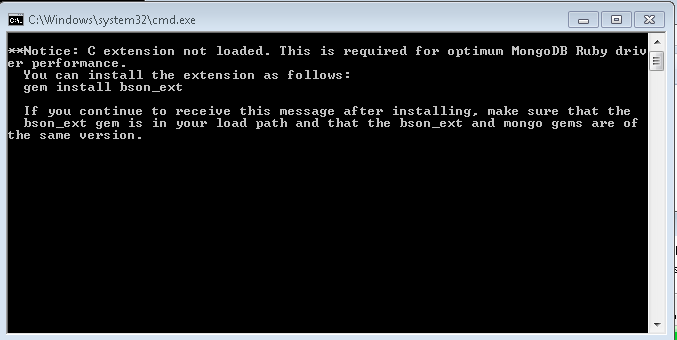 C:\Windows\system32\cmd.exe
**Notice: C extension not loaded. This is required for optimum MongoDB Ruby driv
er performance.
You can install the extension as follows:
gem install bson_ext
If you continue to receive this message after installing, make sure that the
bson_ext gem is in your load path and that the bson_ext and mongo gems are of
the same version.